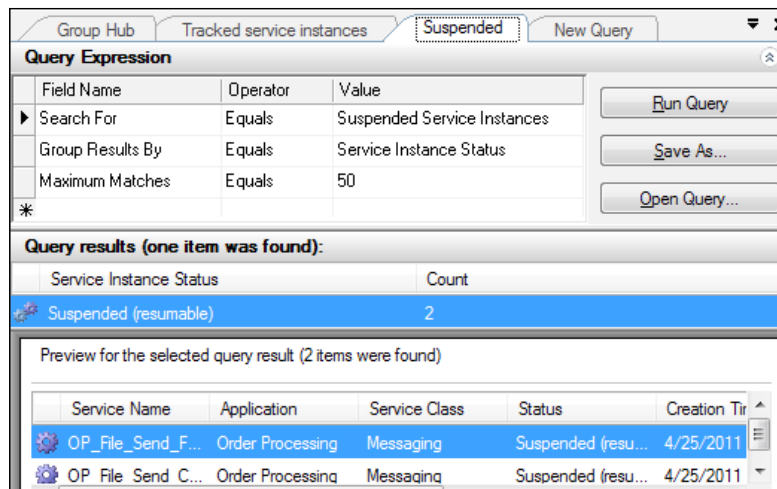 Group Hub Tracked service instances Suspended New Query
Query Expression
Field Name Operator Value
Search For Equals Suspended Service Instances
Run Query
Group Results By Equals Service Instance Status
Save As...
Maximum Matches Equals 50
Open Query...
Query results (one item was found):
Service Instance Status Count
Suspended (resumable) 2
Preview for the selected query result (2 items were found)
Service Name Application Service Class Status Creation Tir
OP_File_Send_F... Order Processing Messaging Suspended (resu... 4/25/2011
OP_File_Send_C... Order Processing Messaging Suspended (resu... 4/25/2011